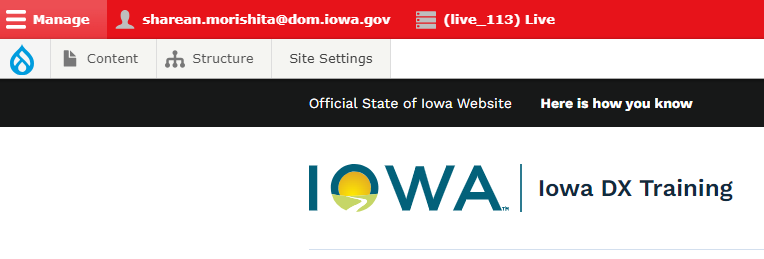 Manage sharean.morishita@dom.iowa.gov (live_113) Live
Content Structure Site Settings
Official State of Iowa Website Here is how you know
IOWA™ Iowa DX Training